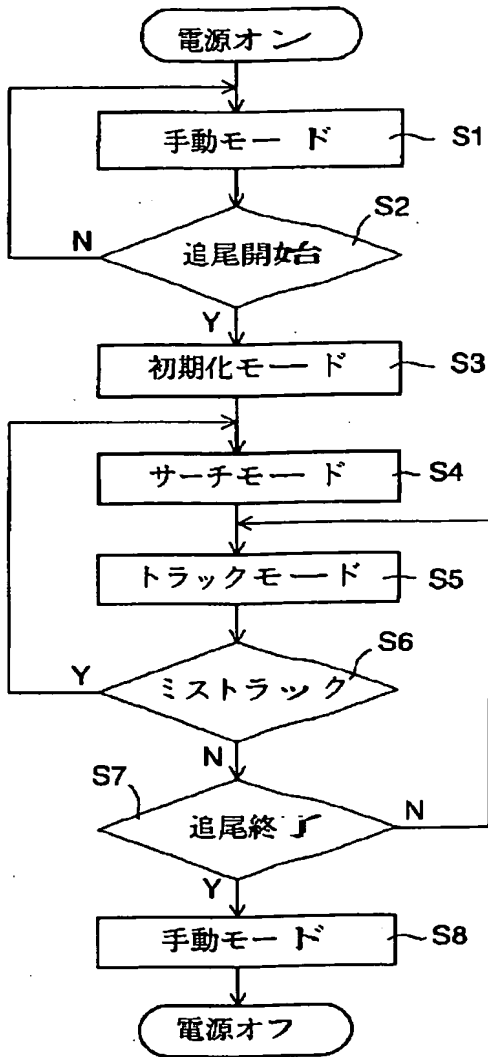 電源オン
手動モード
S1
S2
追尾開始
N
Y
初期化モード
S3
サーチモード
S4
トラックモード
S5
S6
ミストラック
Y
N
S7
追尾終了
N
Y
手動モード
S8
電源オフ